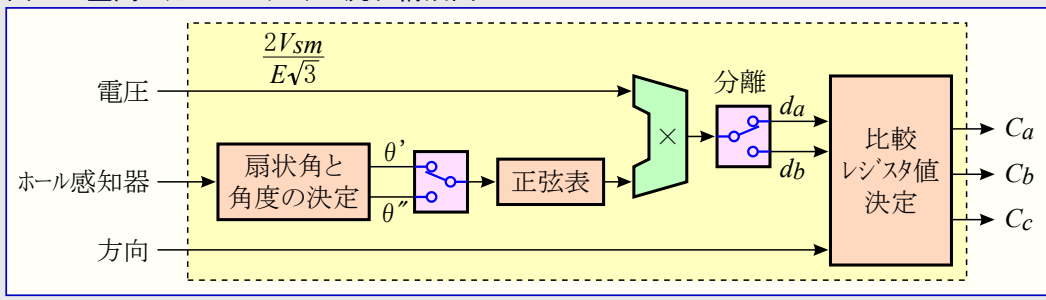 電圧
2Vsm
E√3
ホール感知器
扇状角と
角度の決定
θ'
θ"
正弦表
×
分離
da
db
比較
レジスタ値
決定
Ca
Cb
Cc
方向